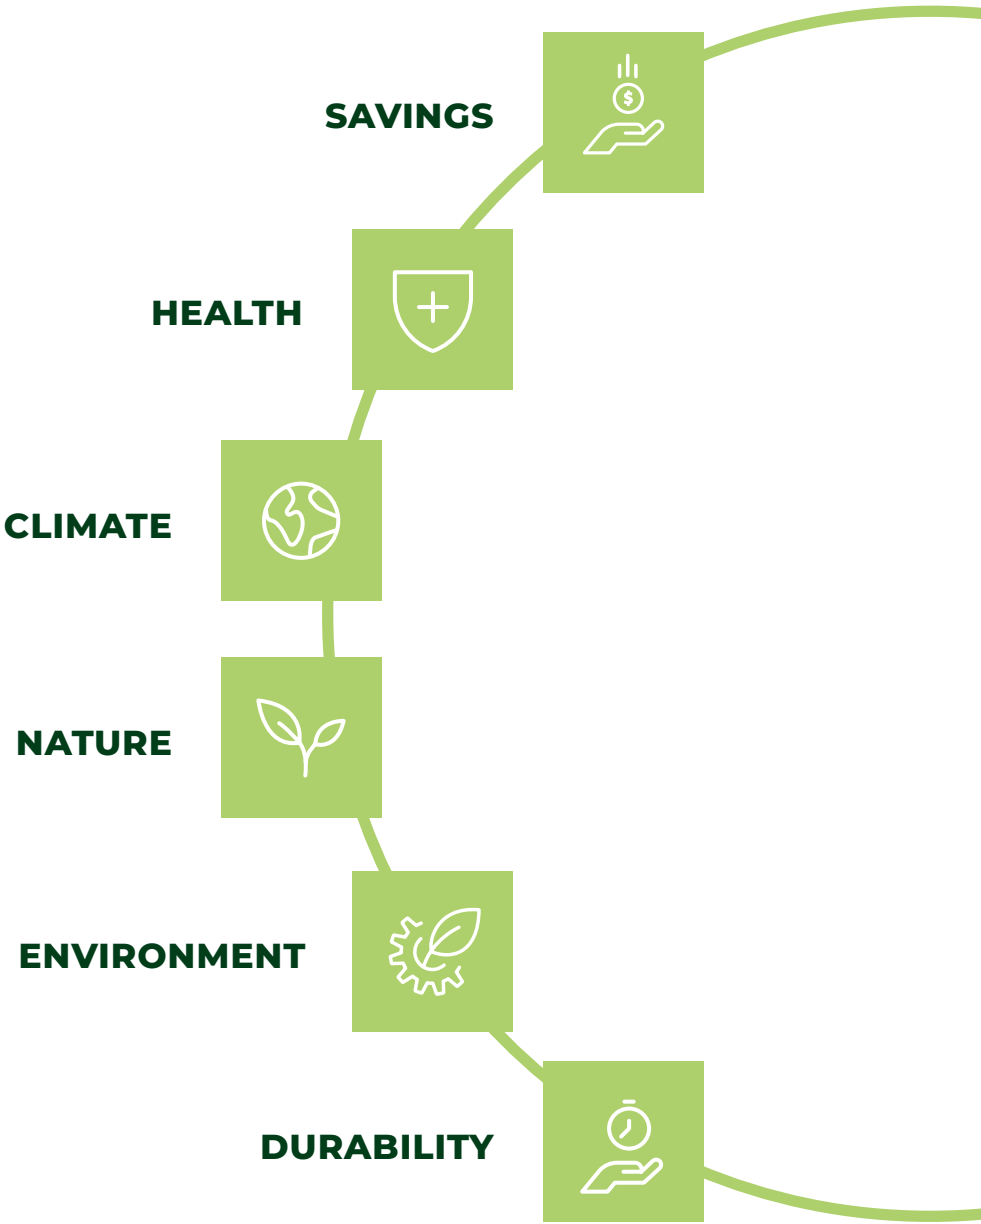 SAVINGS
$
HEALTH
CLIMATE
NATURE
ENVIRONMENT
DURABILITY